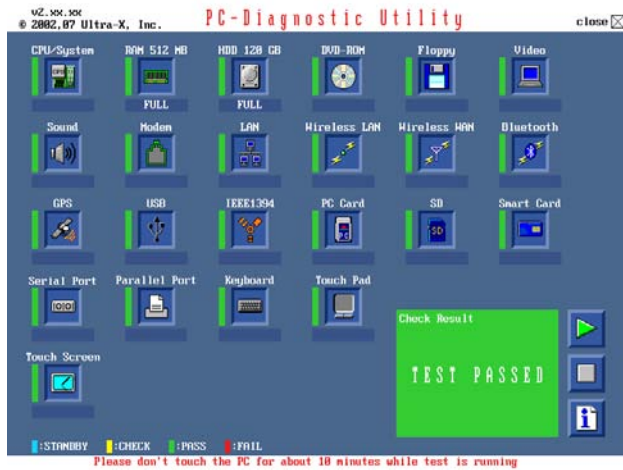 v2.xx.xx
© 2002,07 Ultra-X, Inc.
PC-Diagnostic Utility
close
CPU/System
RAM 512 MB
HDD 120 GB
DVD-ROM
Floppy
Video
FULL
FULL
Sound
Modem
LAN
Wireless LAN
Wireless WAN
Bluetooth
GPS
USB
IEEE1394
PC Card
SD
Smart Card
PC
SD
Serial Port
Parallel Port
Keyboard
Touch Pad
Check Result
TEST PASSED
Touch Screen
:STANDBY
:CHECK
:PASS
:FAIL
Please don't touch the PC for about 10 minutes while test is running